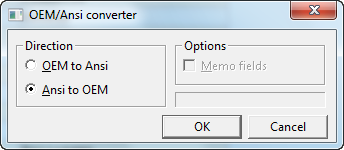 OEM/Ansi converter
Direction
OEM to Ansi
Ansi to OEM
Options
Memo fields
OK
Cancel